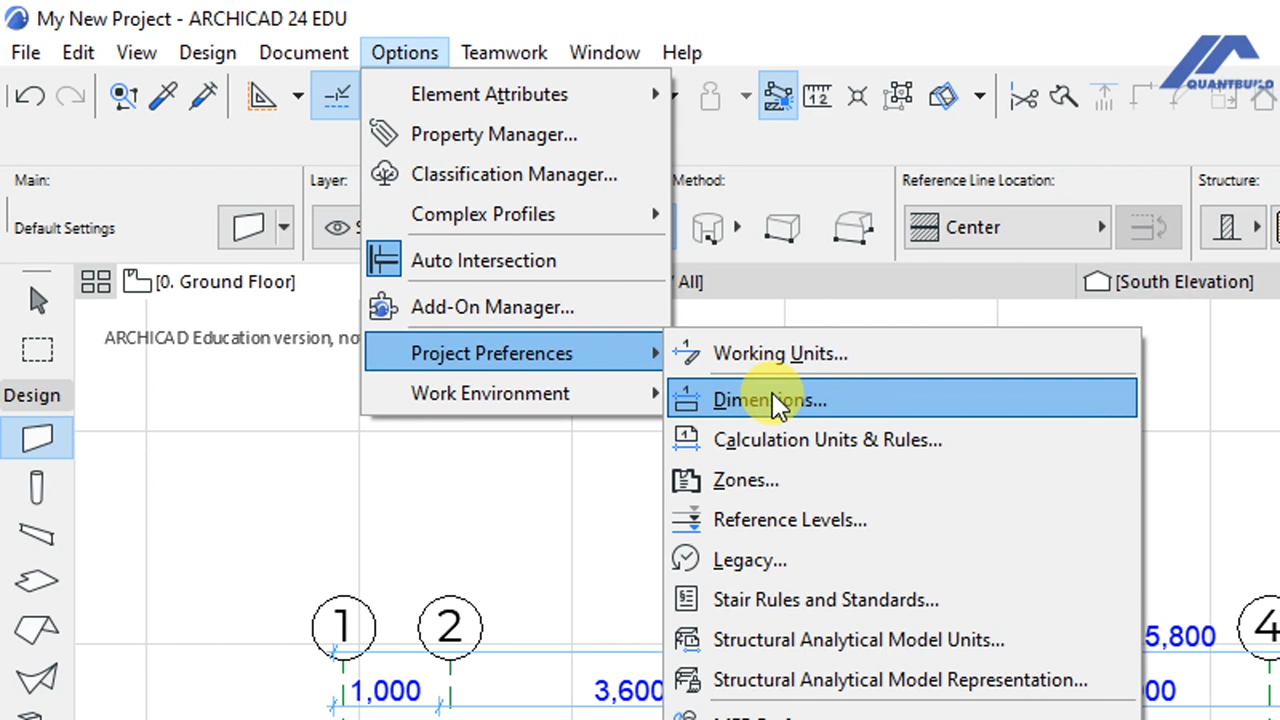 My New Project - ARCHICAD 24 EDU
File Edit View Design Document Options Teamwork Window Help
QUANTBUILD
Element Attributes
Property Manager...
Classification Manager...
Complex Profiles
Auto Intersection
Add-On Manager...
Project Preferences
Work Environment
Main:
Layer:
Method:
Reference Line Location:
Structure:
Default Settings
Center
[0. Ground Floor]
All]
[South Elevation]
ARCHICAD Education version, no
Working Units...
Dimensions...
Calculation Units & Rules...
Zones...
Reference Levels...
Legacy...
Stair Rules and Standards...
Structural Analytical Model Units...
Structural Analytical Model Representation...
Design
1 2 4
5,800
1,000 3,600 00